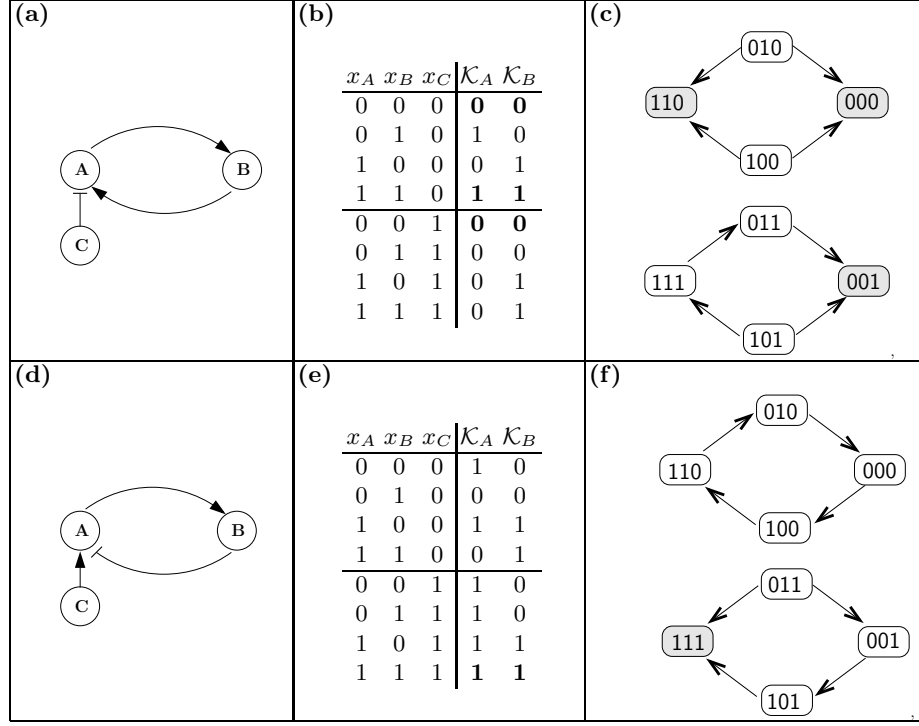 (a)
A
B
C
(b)
x_A x_B x_C 𝒦_A 𝒦_B
0 0 0 0 0
0 1 0 1 0
1 0 0 0 1
1 1 0 1 1
0 0 1 0 0
0 1 1 0 0
1 0 1 0 1
1 1 1 0 1
(c)
010
110
000
100
011
111
001
101
,
(d)
A
B
C
(e)
x_A x_B x_C 𝒦_A 𝒦_B
0 0 0 1 0
0 1 0 0 0
1 0 0 1 1
1 1 0 0 1
0 0 1 1 0
0 1 1 1 0
1 0 1 1 1
1 1 1 1 1
(f)
010
110
000
100
011
111
001
101
,